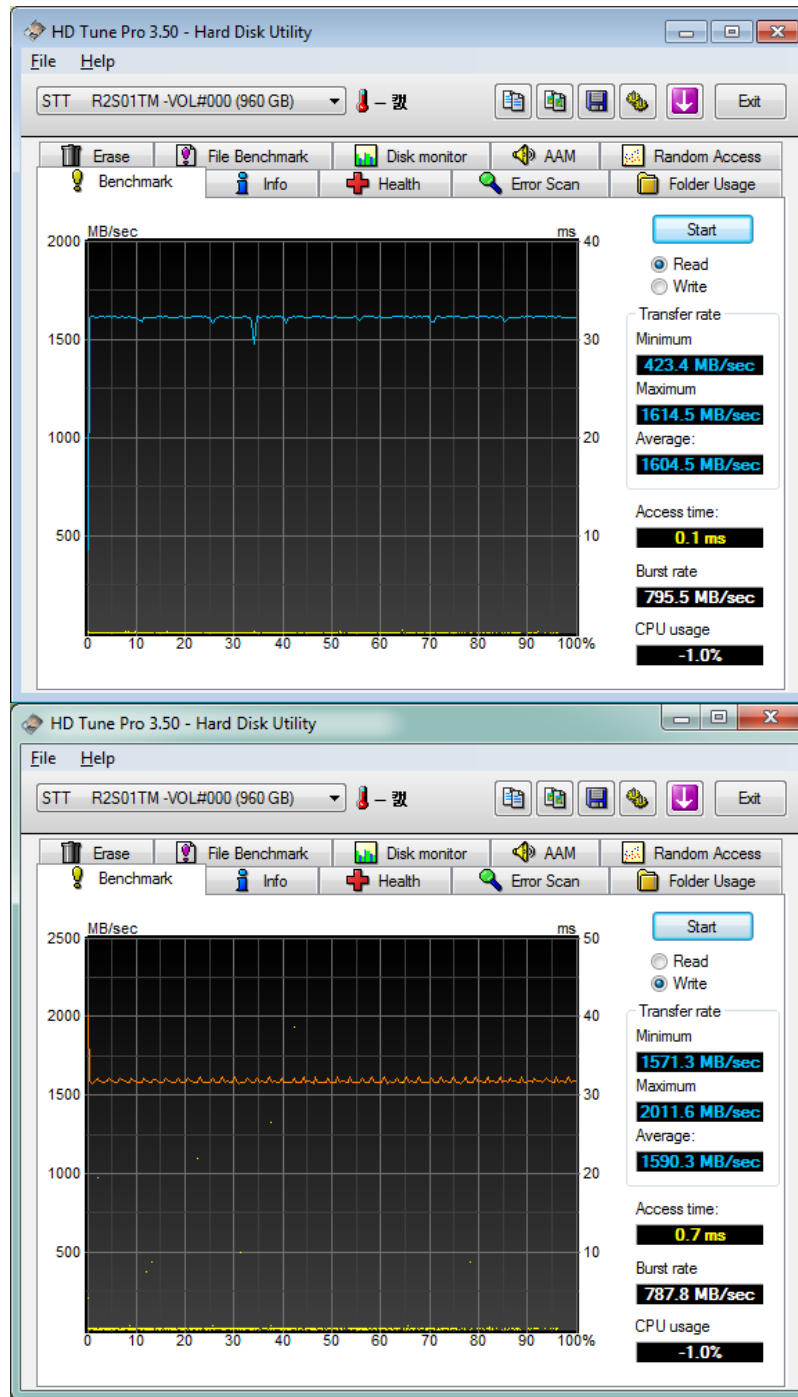 HD Tune Pro 3.50 - Hard Disk Utility
File Help
STT R2S01TM -VOL#000 (960 GB) – 캜 Exit
Erase File Benchmark Disk monitor AAM Random Access
Benchmark Info Health Error Scan Folder Usage
Start
MB/sec ms
2000 40
Read
Write
Transfer rate
1500 30
Minimum
423.4 MB/sec
Maximum
1614.5 MB/sec
1000 20
Average:
1604.5 MB/sec
Access time:
500 10
0.1 ms
Burst rate
795.5 MB/sec
CPU usage
0 10 20 30 40 50 60 70 80 90 100%
-1.0%
HD Tune Pro 3.50 - Hard Disk Utility
File Help
STT R2S01TM -VOL#000 (960 GB) – 캜 Exit
Erase File Benchmark Disk monitor AAM Random Access
Benchmark Info Health Error Scan Folder Usage
Start
MB/sec ms
2500 50
Read
Write
Transfer rate
2000 40
Minimum
1571.3 MB/sec
Maximum
1500 30
2011.6 MB/sec
Average:
1590.3 MB/sec
1000 20
Access time:
0.7 ms
500 10
Burst rate
787.8 MB/sec
CPU usage
0 10 20 30 40 50 60 70 80 90 100%
-1.0%